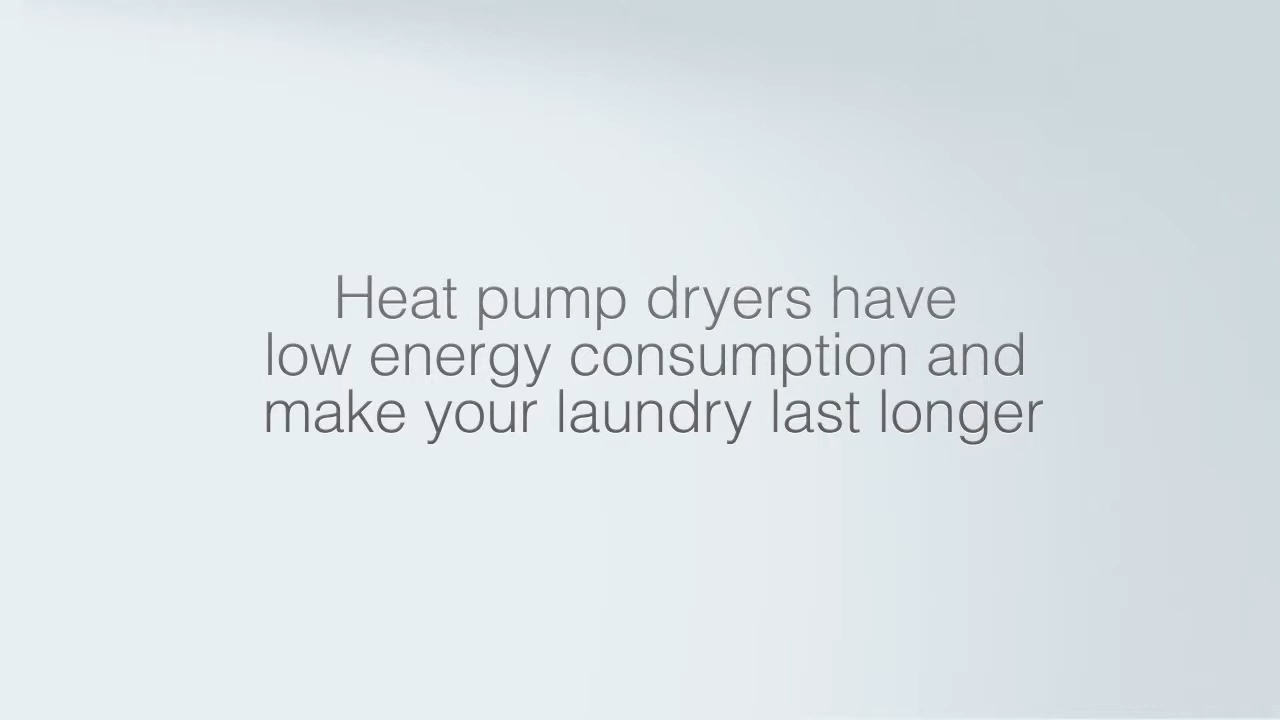 Heat pump dryers have
low energy consumption and
make your laundry last longer